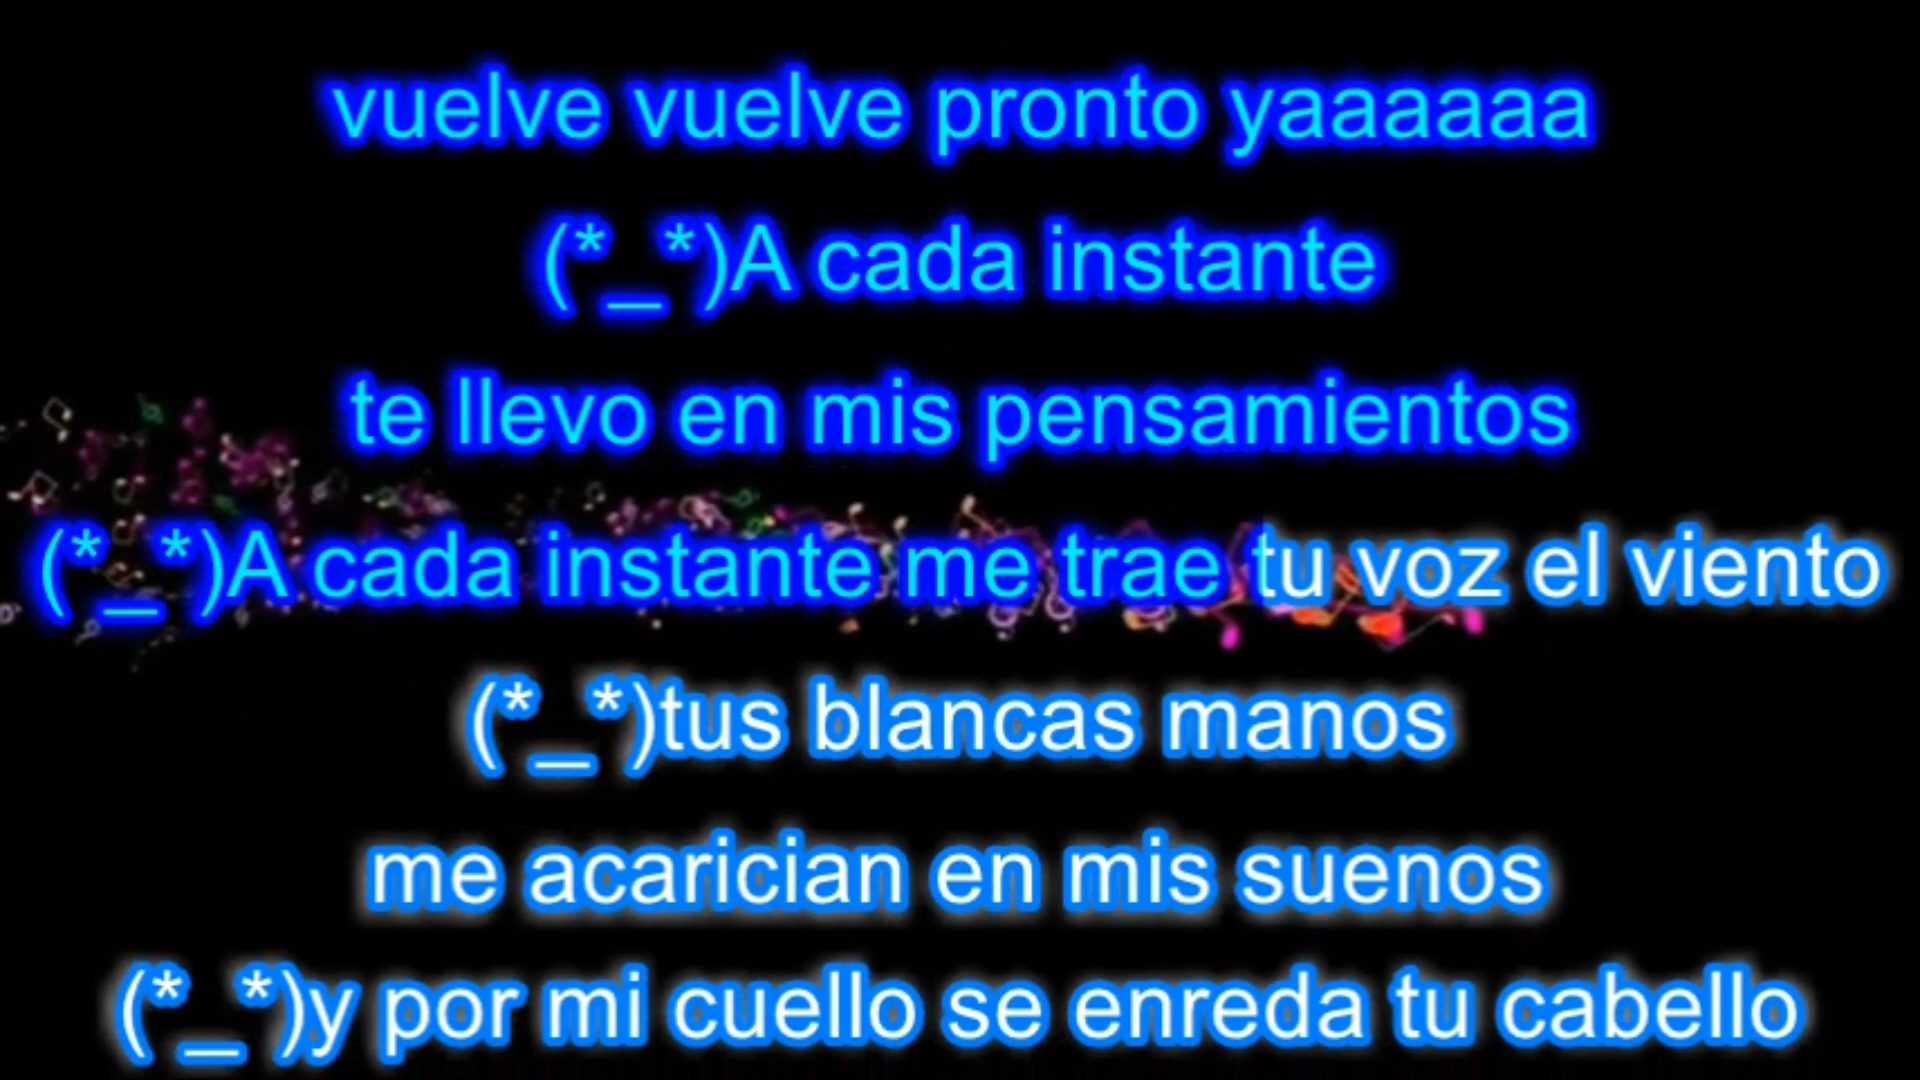 vuelve vuelve pronto yaaaaaa
(*_*)A cada instante
te llevo en mis pensamientos
(*_*)A cada instante me trae tu voz el viento
(*_*)tus blancas manos
me acarician en mis suenos
(*_*)y por mi cuello se enreda tu cabello